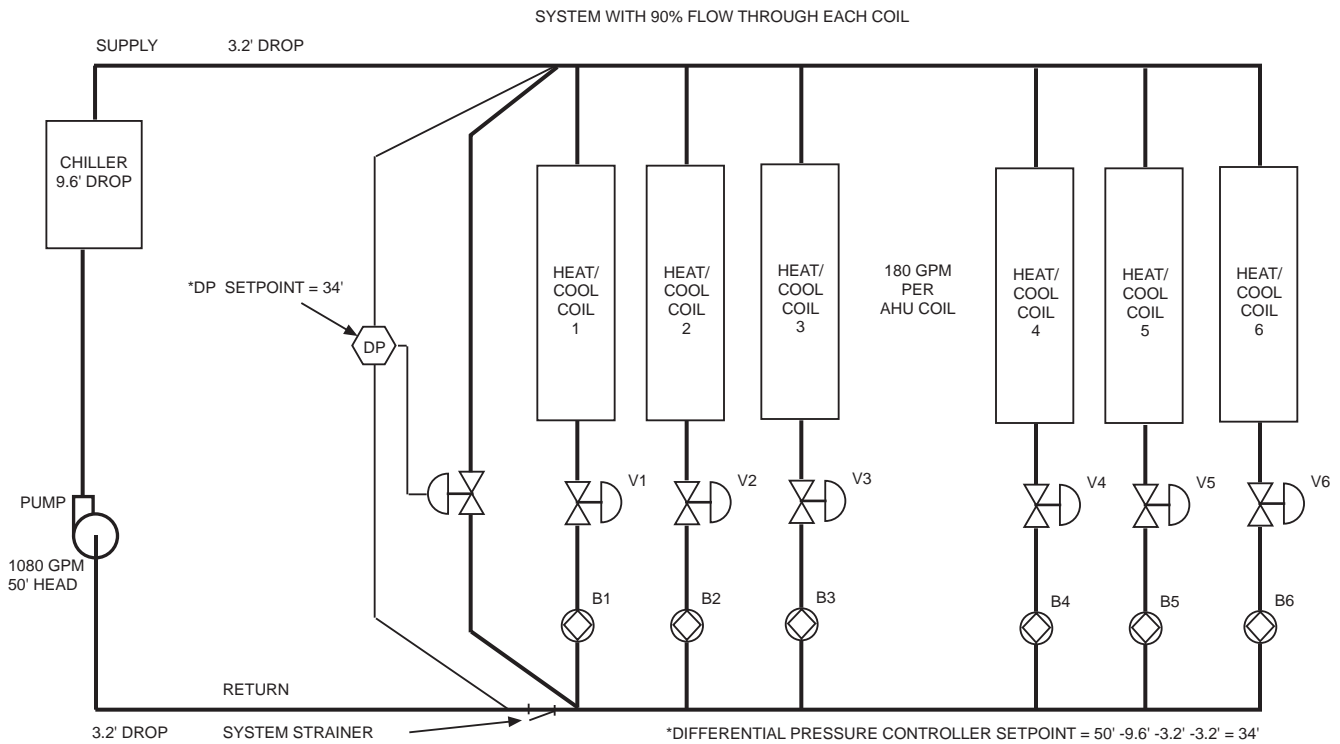 SYSTEM WITH 90% FLOW THROUGH EACH COIL
SUPPLY 3.2' DROP
CHILLER
9.6' DROP
*DP SETPOINT = 34'
DP
HEAT/
COOL
COIL
1
HEAT/
COOL
COIL
2
HEAT/
COOL
COIL
3
180 GPM
PER
AHU COIL
HEAT/
COOL
COIL
4
HEAT/
COOL
COIL
5
HEAT/
COOL
COIL
6
V1
V2
V3
V4
V5
V6
PUMP
1080 GPM
50' HEAD
B1
B2
B3
B4
B5
B6
RETURN
3.2' DROP
SYSTEM STRAINER
*DIFFERENTIAL PRESSURE CONTROLLER SETPOINT = 50' -9.6' -3.2' -3.2' = 34'